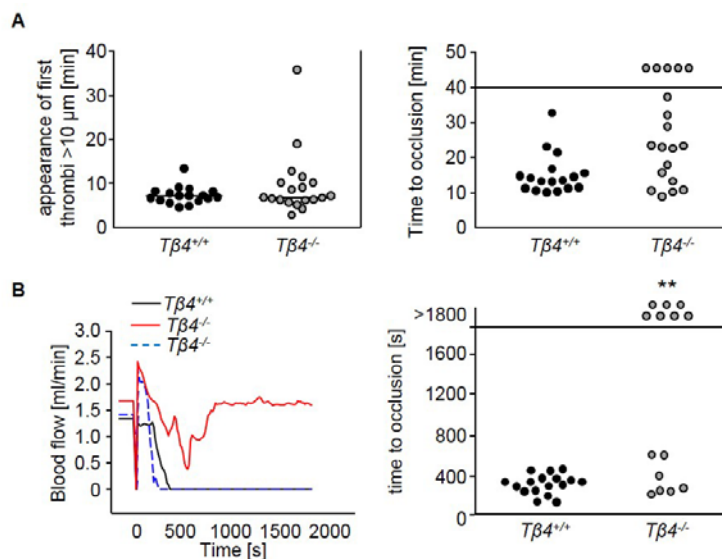 A
appearance of first
thrombi >10 µm [min]
40
30
20
10
0
Tβ4+/+
Tβ4-/-
Time to occlusion [min]
50
40
30
20
10
0
Tβ4+/+
Tβ4-/-
B
Tβ4+/+
Tβ4-/-
Tβ4-/-
Blood flow [ml/min]
3.0
2.5
2.0
1.5
1.0
0.5
0
0 500 1000 1500 2000
Time [s]
**
time to occlusion [s]
>1800
1600
1200
800
400
0
Tβ4+/+
Tβ4-/-